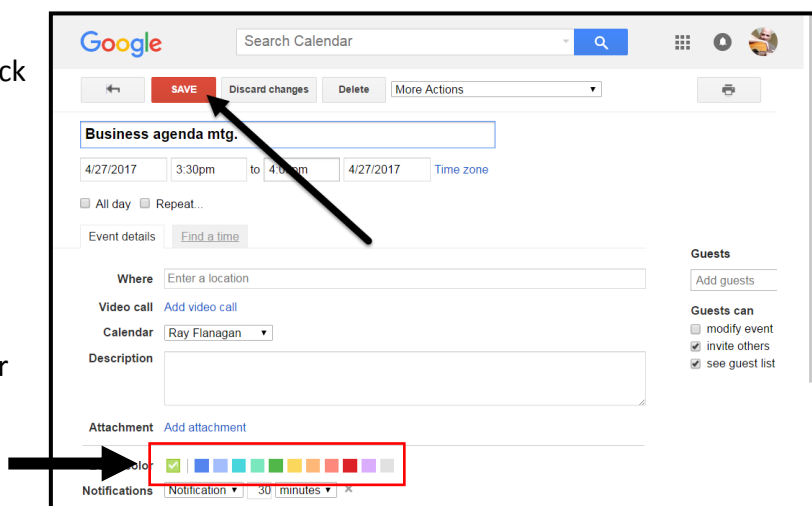 ck
Google Search Calendar
SAVE Discard changes Delete More Actions
Business agenda mtg.
4/27/2017 3:30pm to 4/27/2017 Time zone
All day Repeat...
Event details Find a time
Guests
Where Enter a location
Add guests
Video call Add video call
Guests can
Calendar Ray Flanagan
modify event
invite others
Description
see guest list
r
Attachment Add attachment
Notifications Notification 30 minutes ×